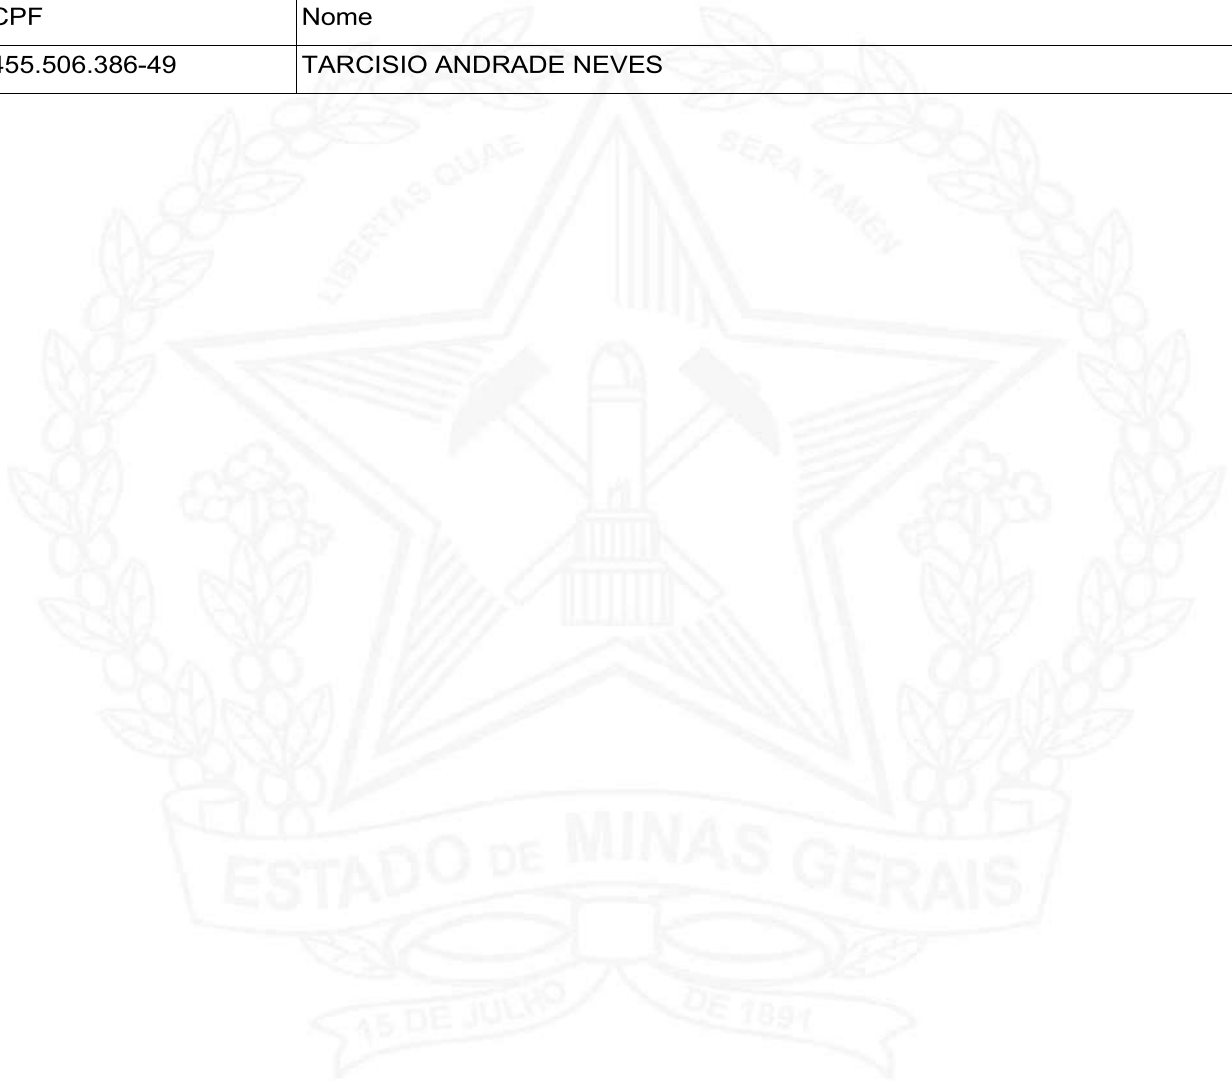 CPF Nome
455.506.386-49 TARCISIO ANDRADE NEVES
LIBERTAS QUAE SERA TAMEN
ESTADO DE MINAS GERAIS
15 DE JULHO DE 1891